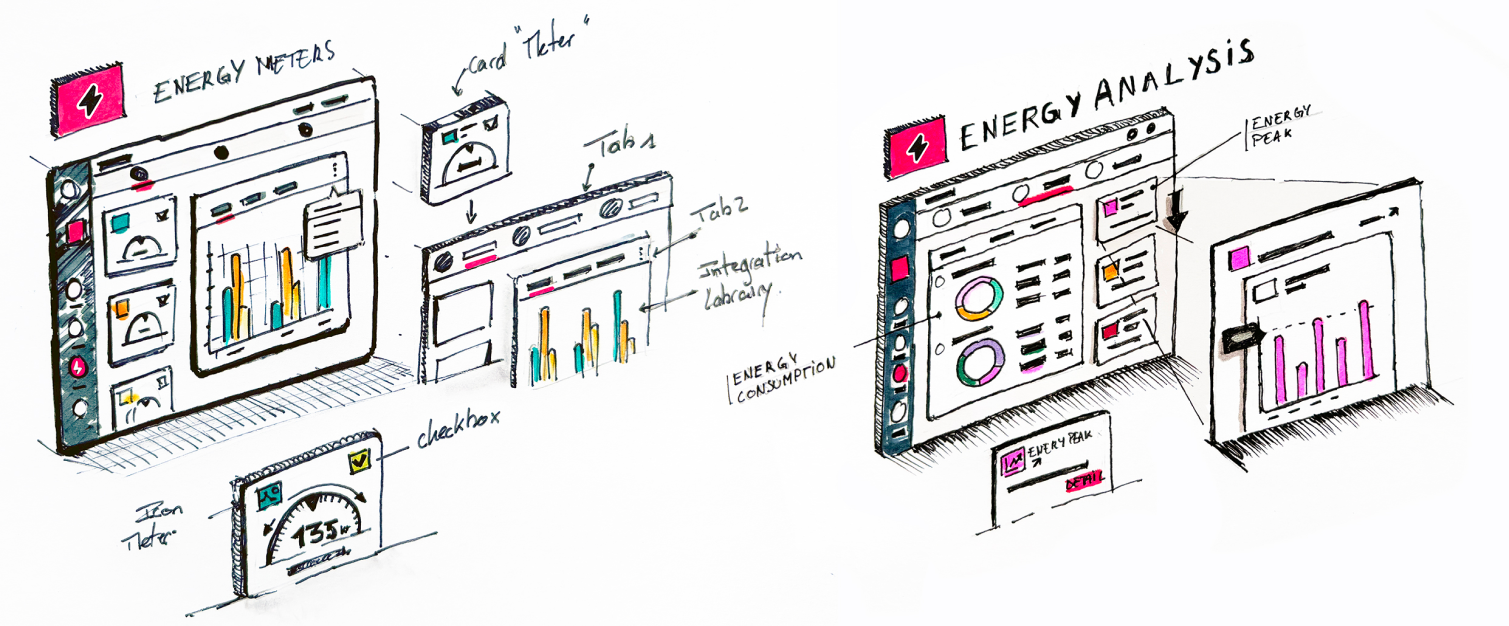 ENERGY METERS
card "Meter"
Tab 1
Tab 2
Integration
Library.
checkbox
Icon
Meter
135 kW
ENERGY ANALYSIS
ENERGY
PEAK
ENERGY
CONSUMPTION
ENERY PEAK
DETAIL